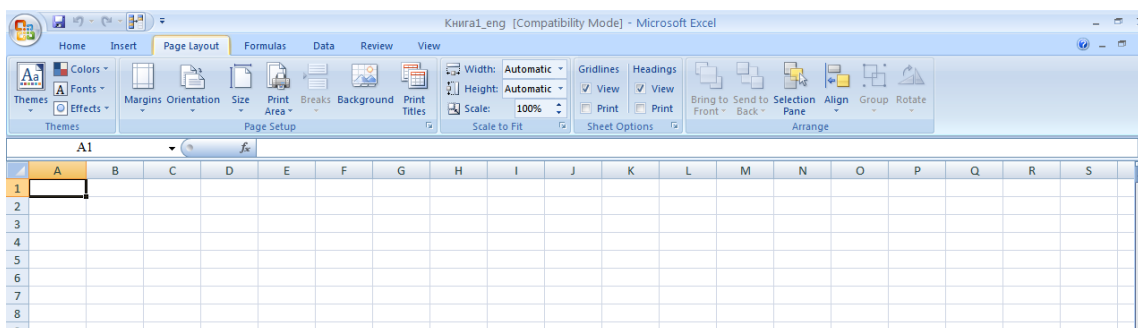 Книга1_eng [Compatibility Mode] - Microsoft Excel
Home Insert Page Layout Formulas Data Review View
Aa Colors Width: Automatic Gridlines Headings
A Fonts Height: Automatic View View
Themes Effects Margins Orientation Size Print Area Breaks Background Print Titles Scale: 100% Print Print Bring to Front Send to Back Selection Pane Align Group Rotate
Themes Page Setup Scale to Fit Sheet Options Arrange
A1 fx
A B C D E F G H I J K L M N O P Q R S
1
2
3
4
5
6
7
8